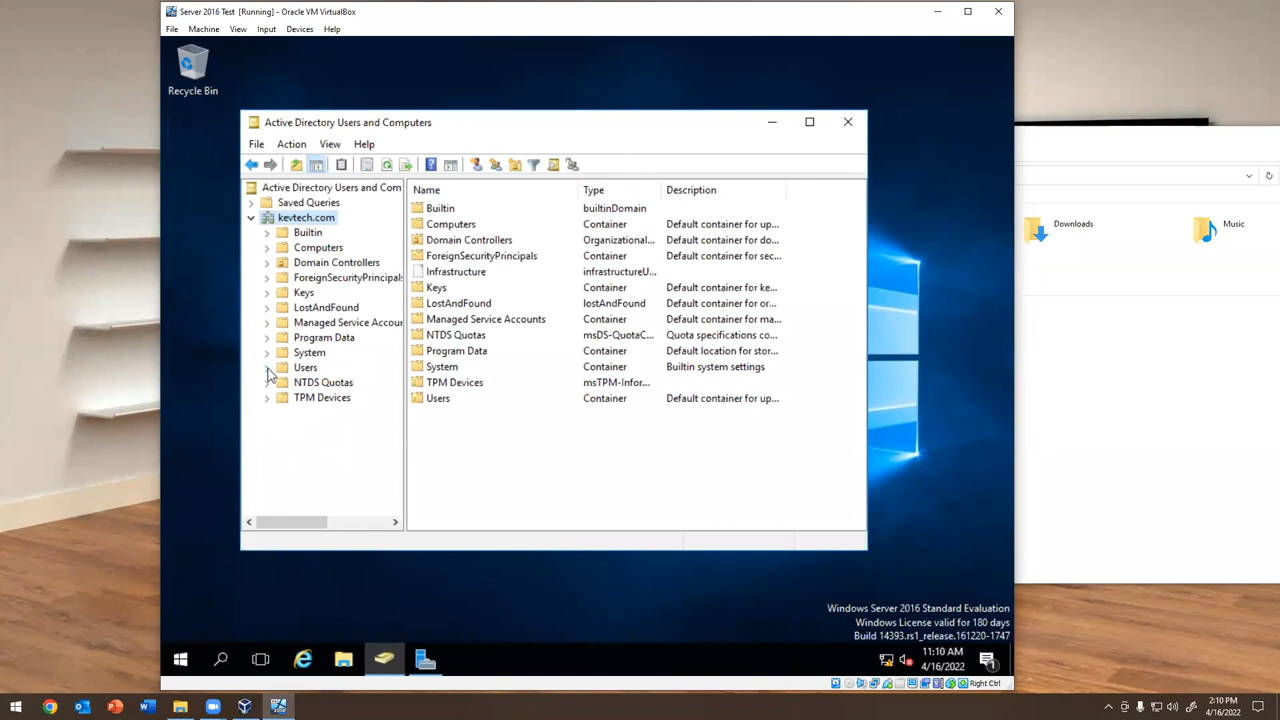 Server 2016 Test [Running] - Oracle VM VirtualBox
File Machine View Input Devices Help
Recycle Bin
Active Directory Users and Computers
File Action View Help
Active Directory Users and Com
Saved Queries
kevtech.com
Builtin
Computers
Domain Controllers
ForeignSecurityPrincipals
Keys
LostAndFound
Managed Service Accou
Program Data
System
Users
NTDS Quotas
TPM Devices
Name Type Description
Builtin builtinDomain
Computers Container Default container for up...
Domain Controllers Organizational... Default container for do...
ForeignSecurityPrincipals Container Default container for sec...
Infrastructure infrastructureU...
Keys Container Default container for ke...
LostAndFound lostAndFound Default container for or...
Managed Service Accounts Container Default container for ma...
NTDS Quotas msDS-QuotaC... Quota specifications co...
Program Data Container Default location for stor...
System Container Builtin system settings
TPM Devices msTPM-Infor...
Users Container Default container for up...
Downloads
Music
Windows Server 2016 Standard Evaluation
Windows License valid for 180 days
Build 14393.rs1_release.161220-1747
11:10 AM
4/16/2022
1
Right Ctrl
2:10 PM
4/16/2022